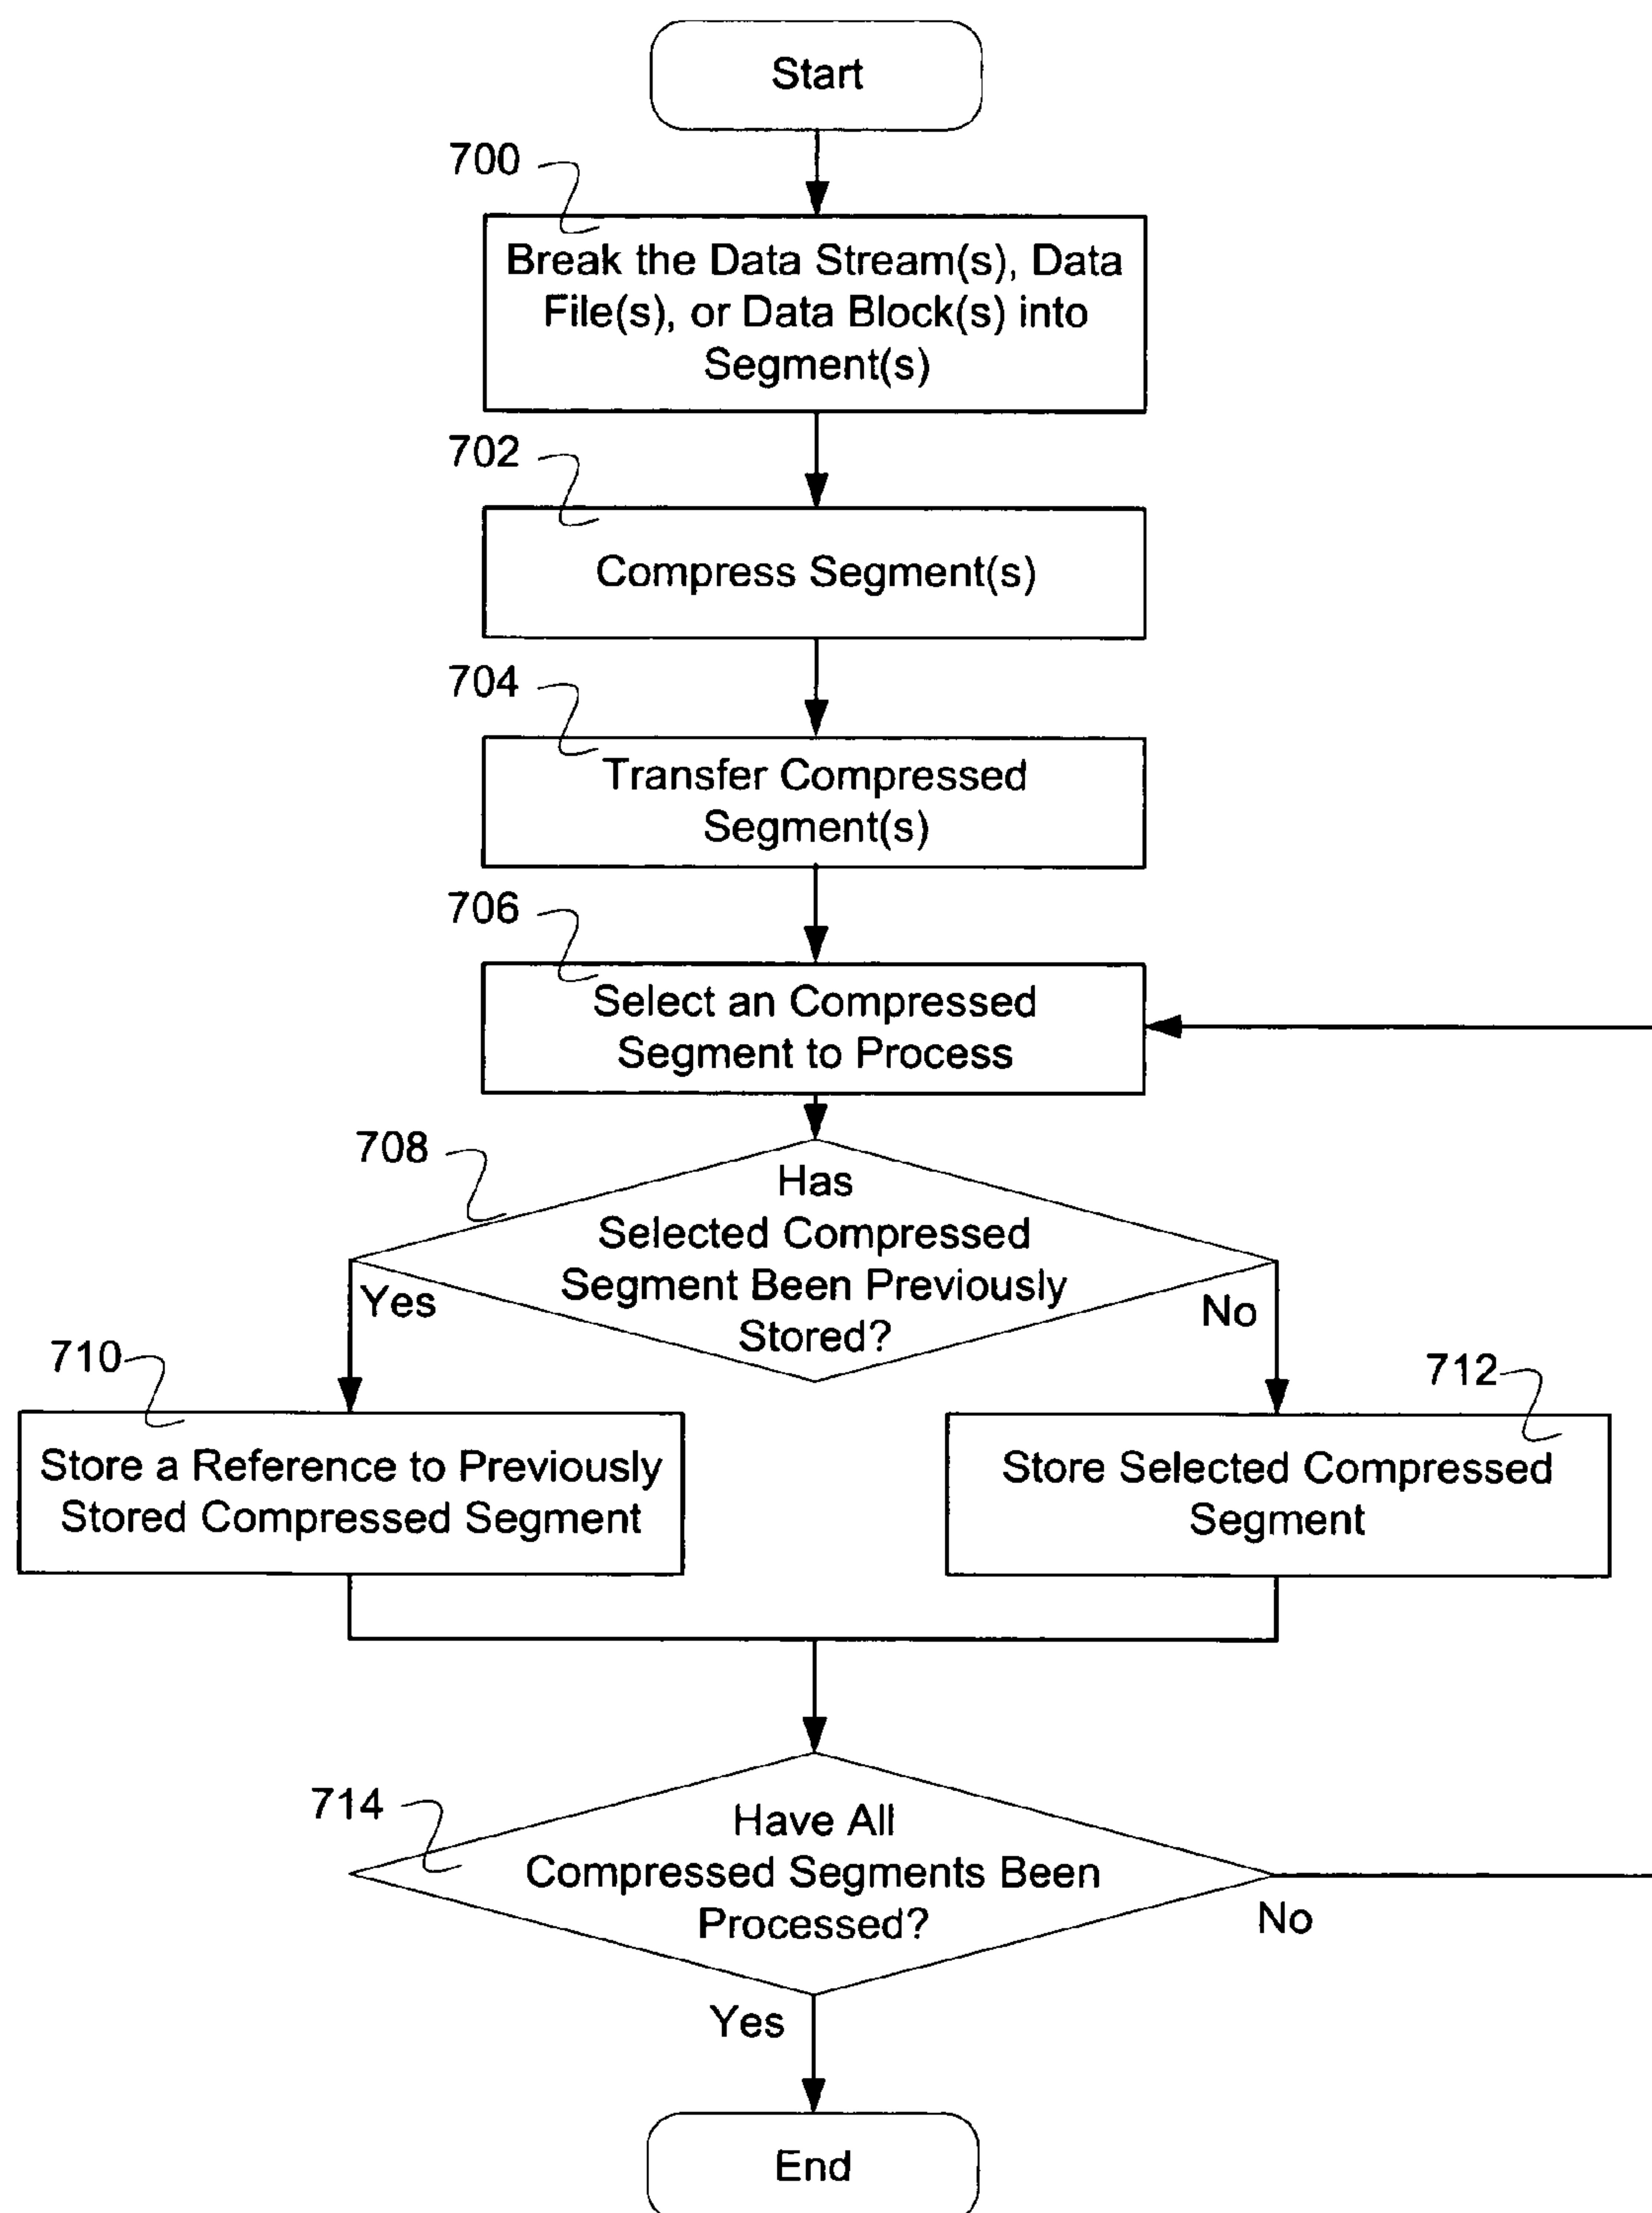 Start
700
Break the Data Stream(s), Data
File(s), or Data Block(s) into
Segment(s)
702
Compress Segment(s)
704
Transfer Compressed
Segment(s)
706
Select an Compressed
Segment to Process
708
Has
Selected Compressed
Segment Been Previously
Stored?
Yes
No
710
Store a Reference to Previously
Stored Compressed Segment
712
Store Selected Compressed
Segment
714
Have All
Compressed Segments Been
Processed?
No
Yes
End